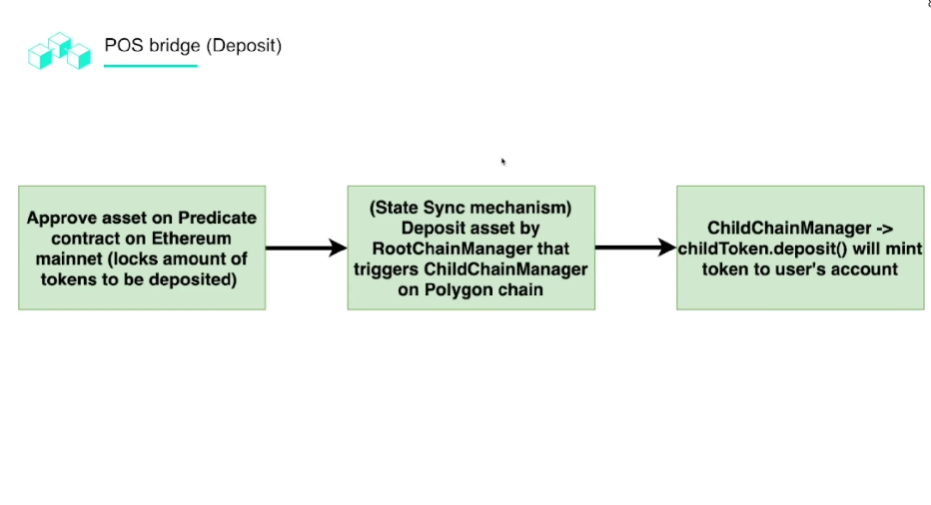 POS bridge (Deposit)
Approve asset on Predicate
contract on Ethereum
mainnet (locks amount of
tokens to be deposited)
(State Sync mechanism)
Deposit asset by
RootChainManager that
triggers ChildChainManager
on Polygon chain
ChildChainManager ->
childToken.deposit() will mint
token to user's account